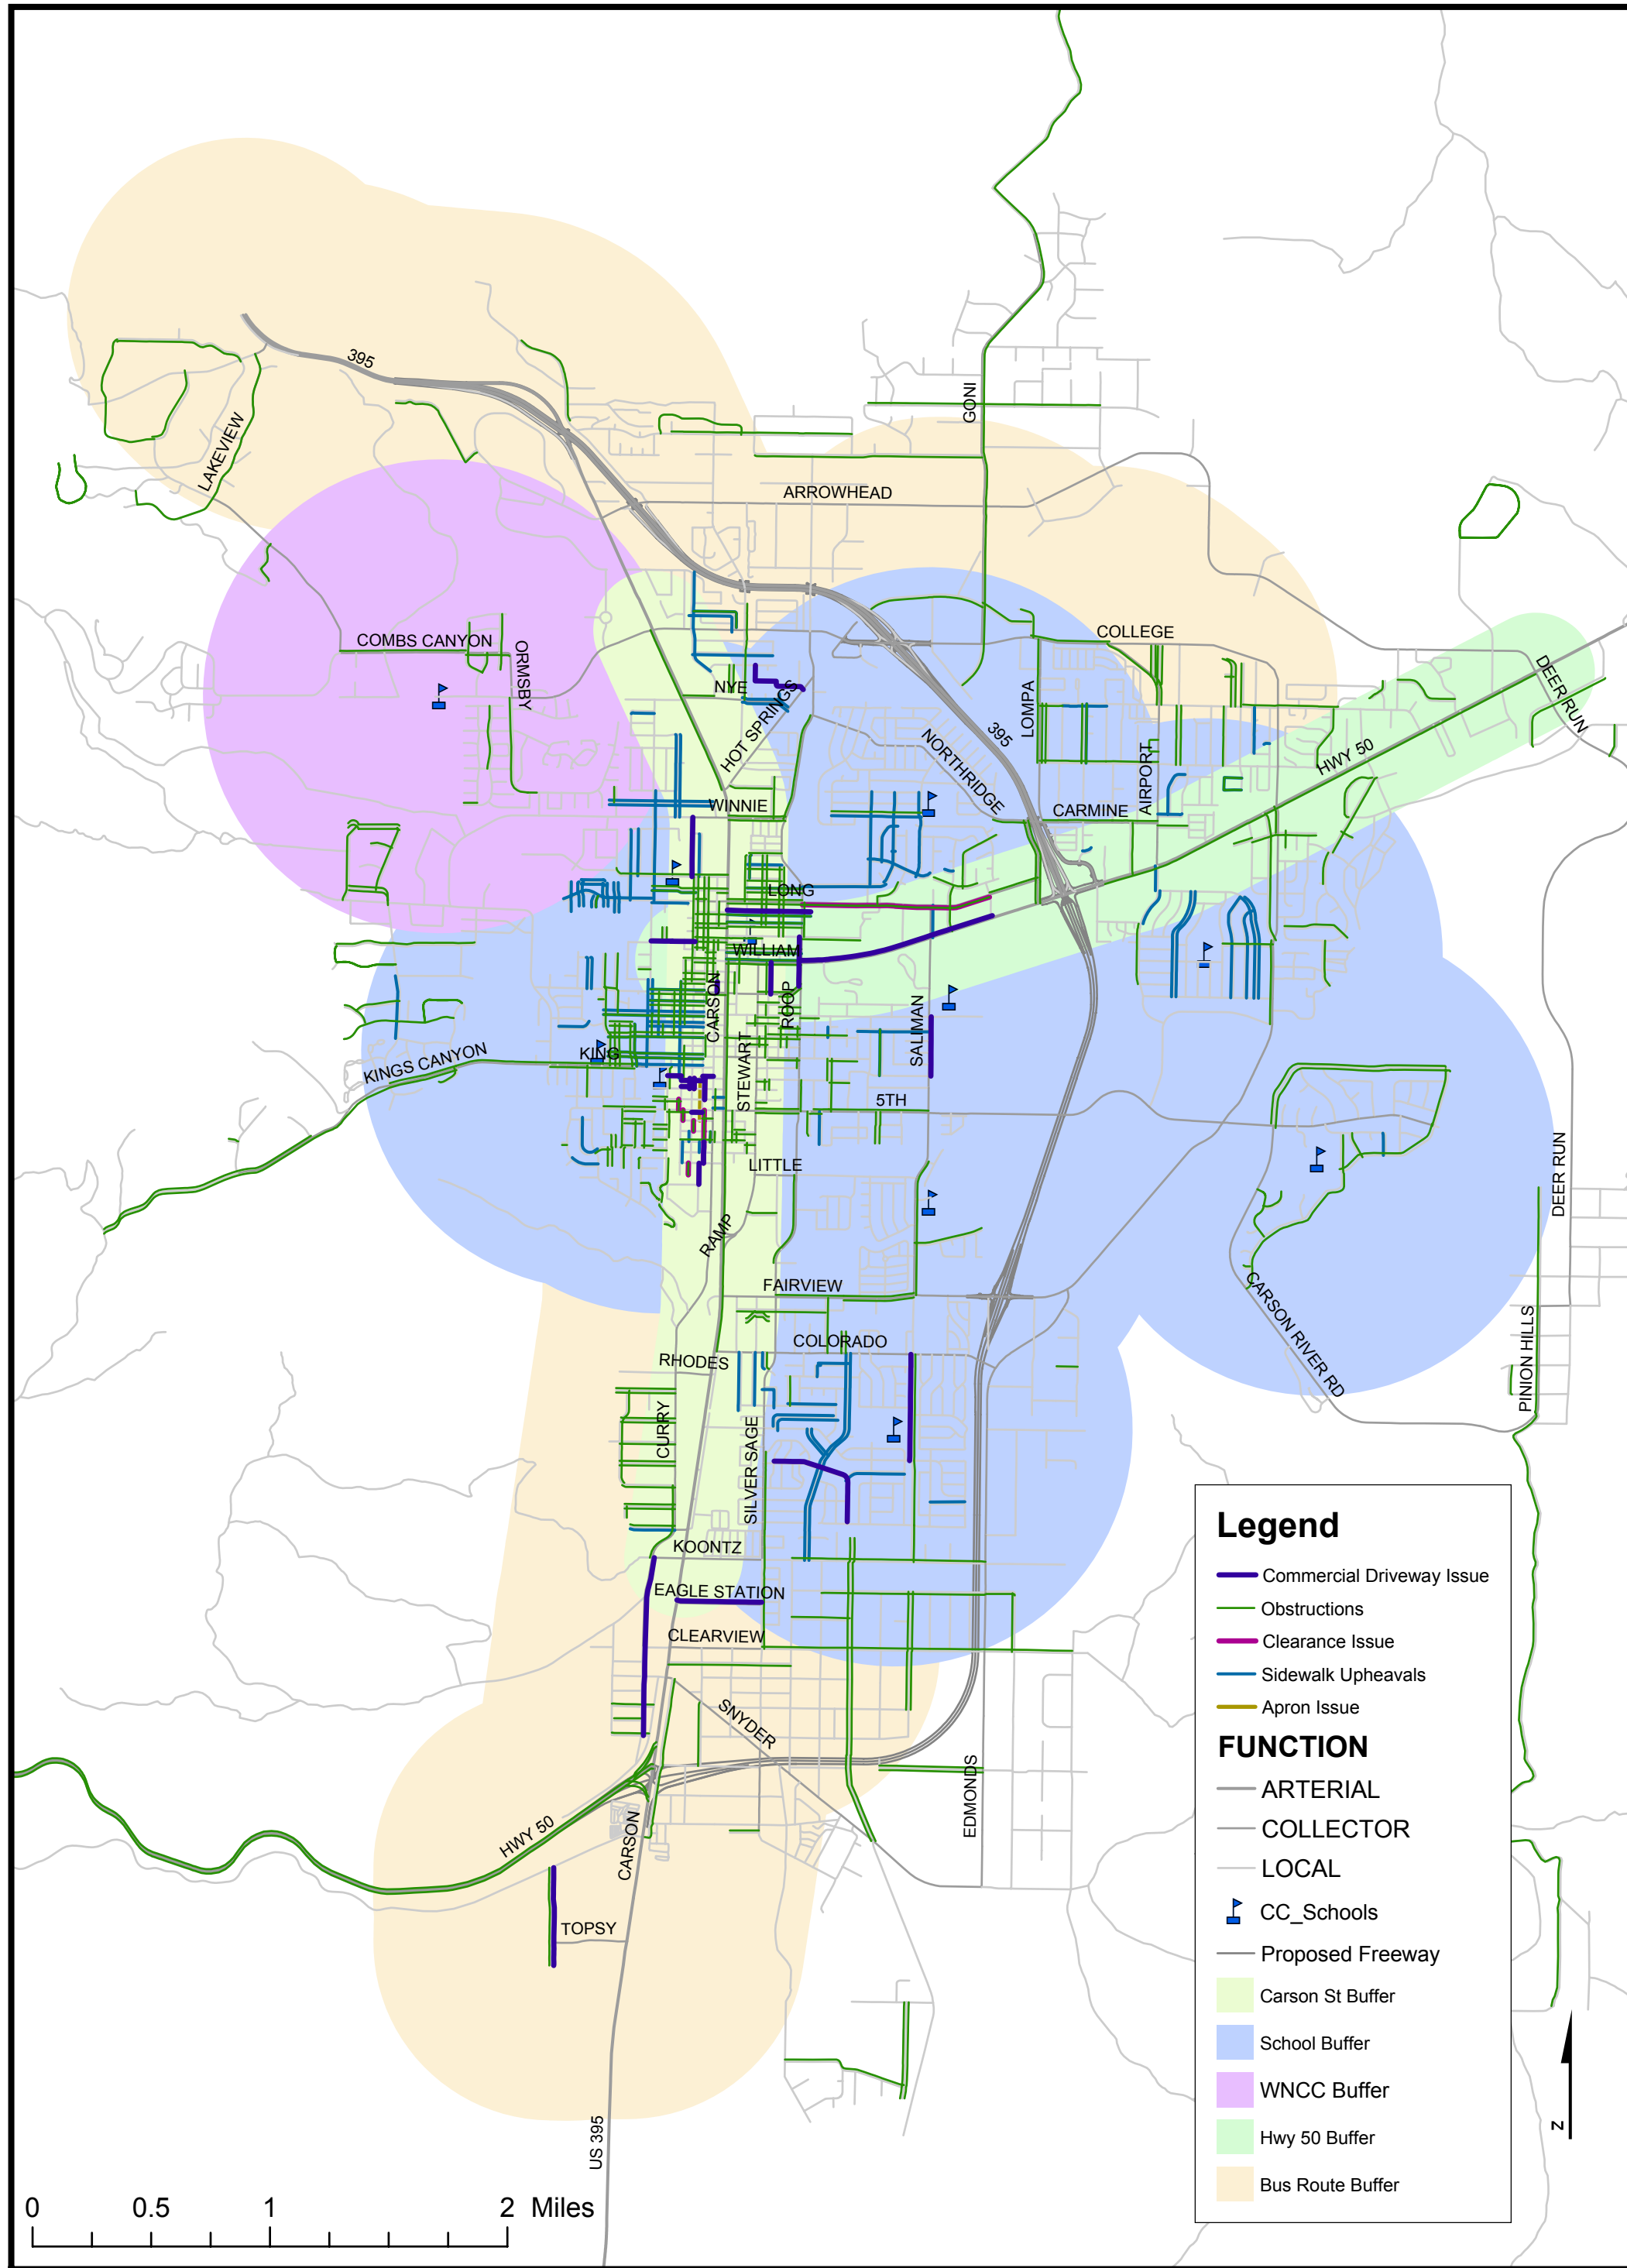 395
LAKEVIEW
GONI
ARROWHEAD
COMBS CANYON
ORMSBY
COLLEGE
NYE
HOT SPRINGS
LOMPA
395
NORTHRIDGE
AIRPORT
HWY 50
DEER RUN
WINNIE
CARMINE
LONG
WILLIAM
CARSON
ROOP
SALIMAN
STEWART
KINGS CANYON
KING
5TH
LITTLE
RAMP
DEER RUN
FAIRVIEW
CARSON RIVER RD
COLORADO
RHODES
PINION HILLS
CURRY
SILVER SAGE
KOONTZ
EAGLE STATION
CLEARVIEW
SNYDER
EDMONDS
HWY 50
CARSON
TOPSY
US 395
Legend
Commercial Driveway Issue
Obstructions
Clearance Issue
Sidewalk Upheavals
Apron Issue
FUNCTION
ARTERIAL
COLLECTOR
LOCAL
CC_Schools
Proposed Freeway
Carson St Buffer
School Buffer
WNCC Buffer
Hwy 50 Buffer
Bus Route Buffer
N
0 0.5 1 2 Miles